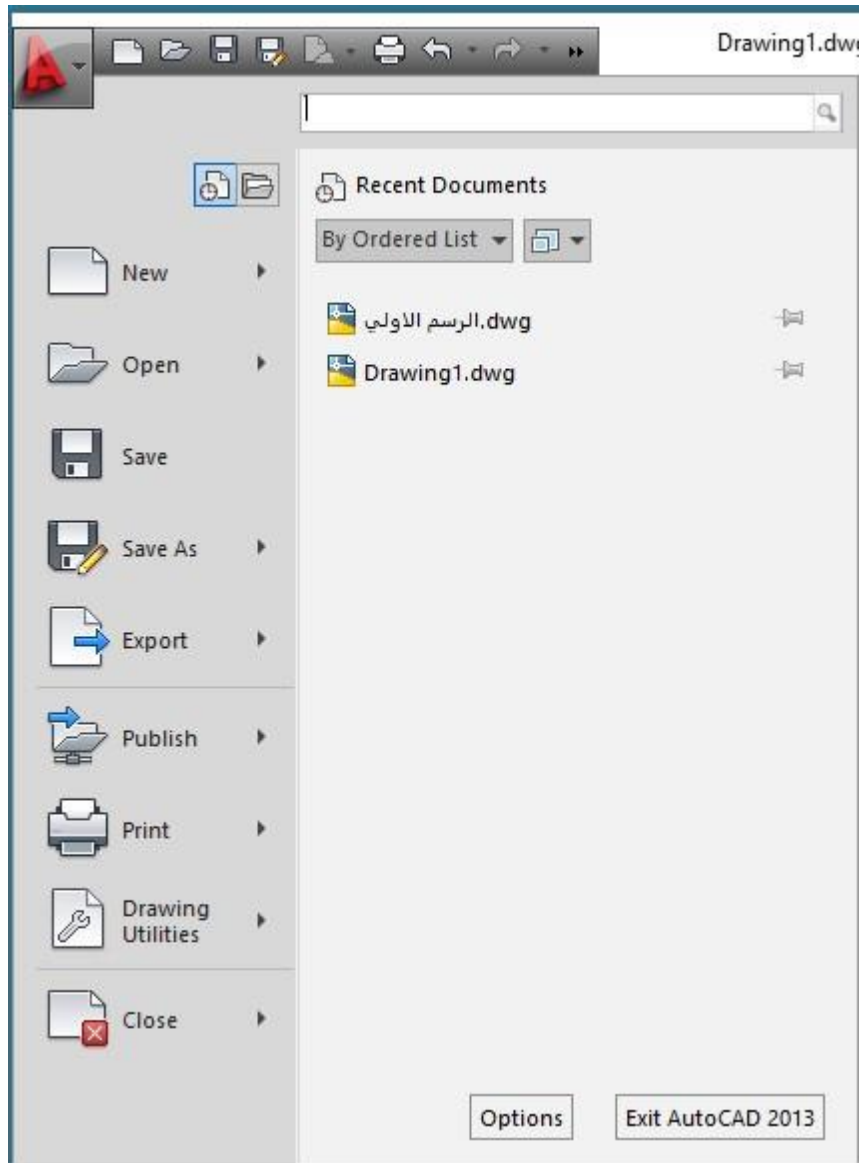 Drawing1.dwg
Recent Documents
By Ordered List
الرسم الاولي.dwg
Drawing1.dwg
New
Open
Save
Save As
Export
Publish
Print
Drawing
Utilities
Close
Options
Exit AutoCAD 2013